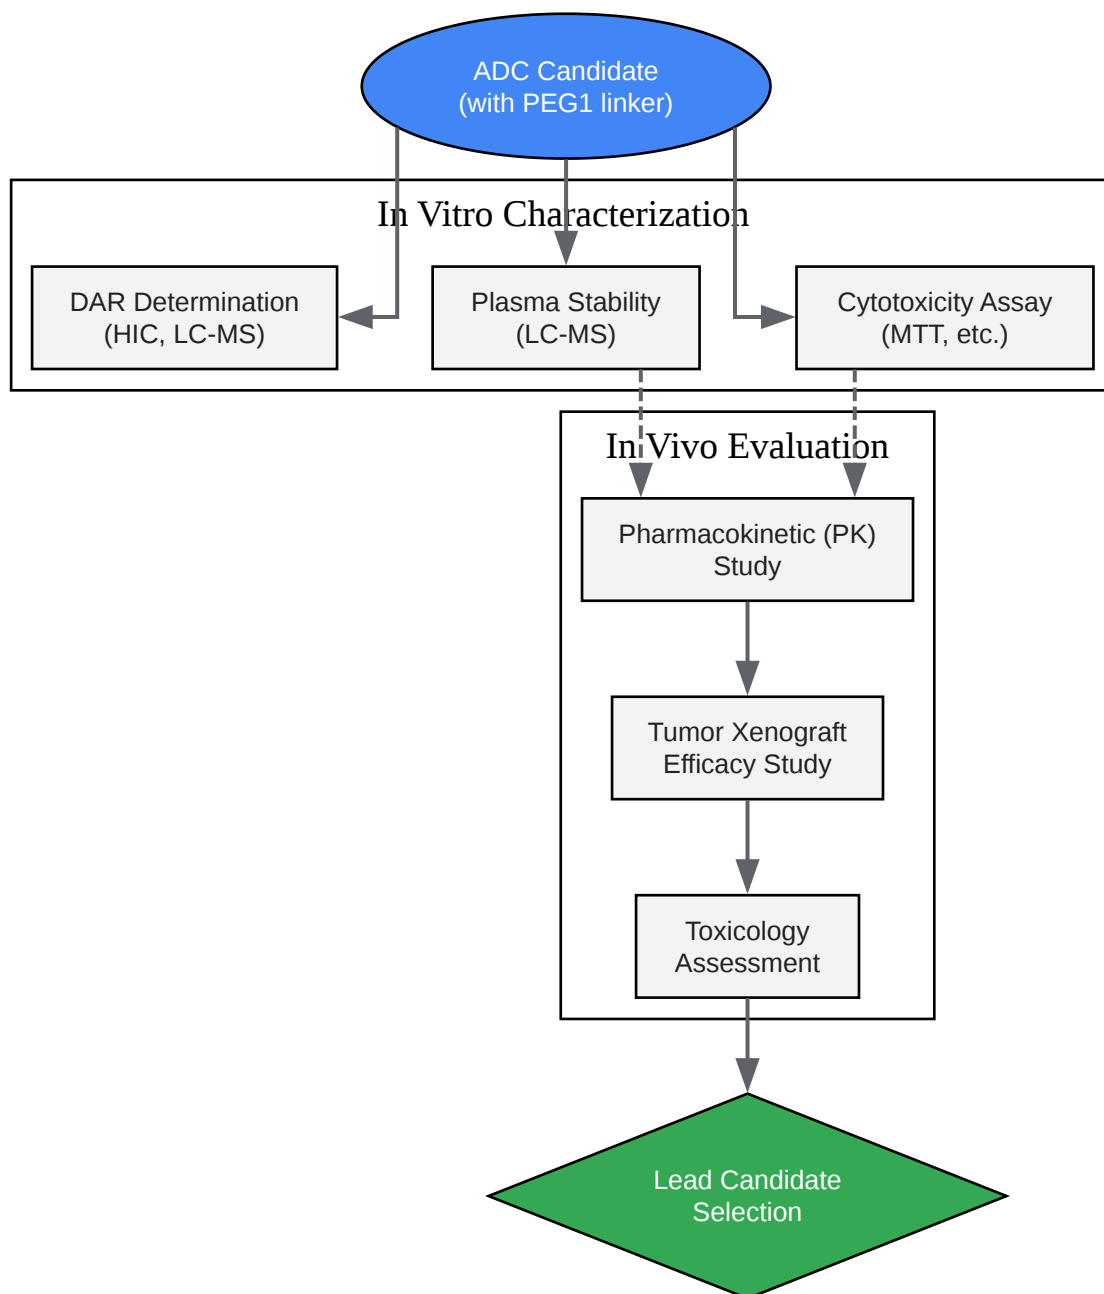 ADC Candidate
(with PEG1 linker)
In Vitro Characterization
DAR Determination
(HIC, LC-MS)
Plasma Stability
(LC-MS)
Cytotoxicity Assay
(MTT, etc.)
In Vivo Evaluation
Pharmacokinetic (PK)
Study
Tumor Xenograft
Efficacy Study
Toxicology
Assessment
Lead Candidate
Selection